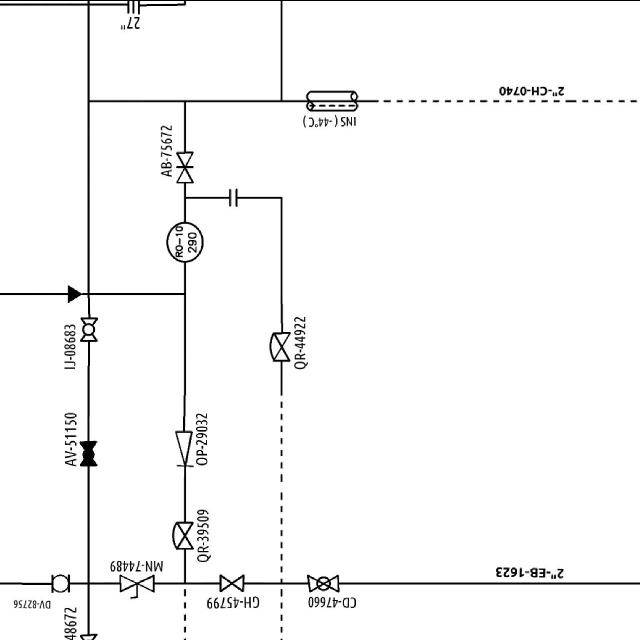 27"
2"-CH-0740
INS (-44°C)
AB-75672
RO-10
290
IJ-08683
QR-44922
AV-51150
OP-29032
QR-39509
MN-74489
2"-EB-1623
DV-82756
GH-45799
CD-47660
48672